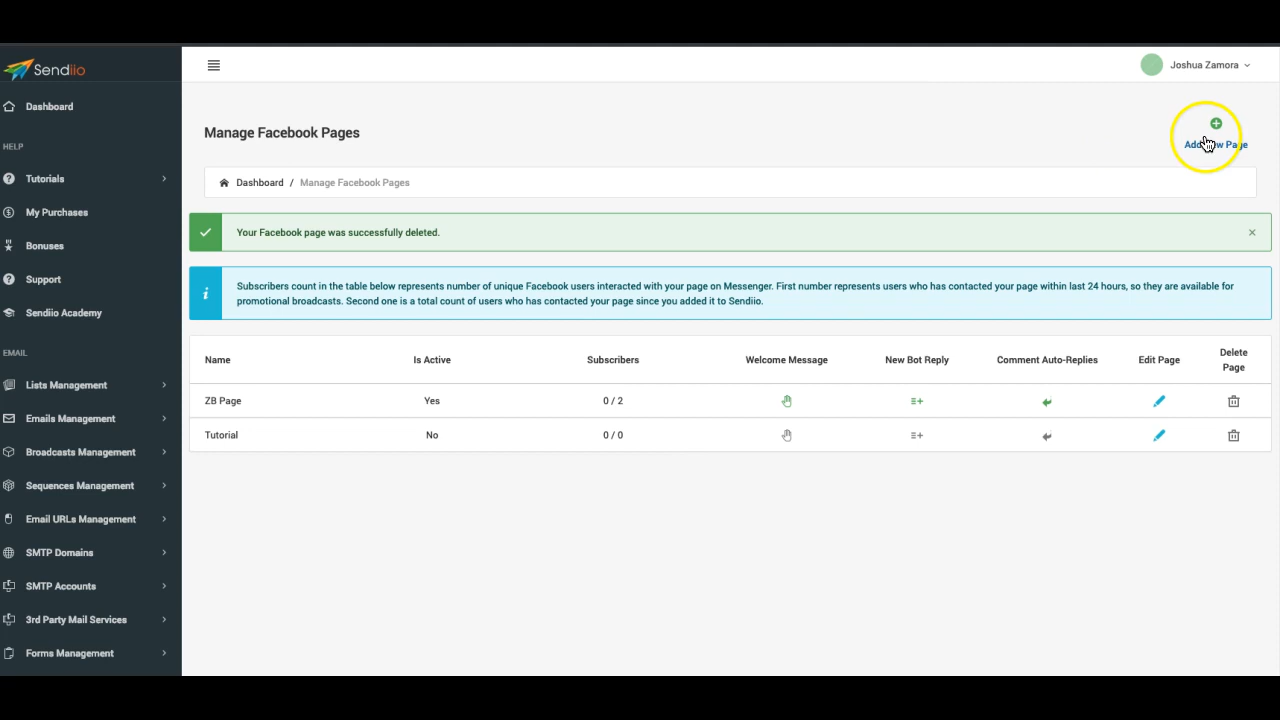 Sendiio
Joshua Zamora
Dashboard
HELP
Tutorials
My Purchases
Bonuses
Support
Sendiio Academy
EMAIL
Lists Management
Emails Management
Broadcasts Management
Sequences Management
Email URLs Management
SMTP Domains
SMTP Accounts
3rd Party Mail Services
Forms Management
Manage Facebook Pages
Add New Page
Dashboard / Manage Facebook Pages
Your Facebook page was successfully deleted.
Subscribers count in the table below represents number of unique Facebook users interacted with your page on Messenger. First number represents users who has contacted your page within last 24 hours, so they are available for
promotional broadcasts. Second one is a total count of users who has contacted your page since you added it to Sendiio.
Name Is Active Subscribers Welcome Message New Bot Reply Comment Auto-Replies Edit Page Delete
Page
ZB Page Yes 0 / 2
Tutorial No 0 / 0